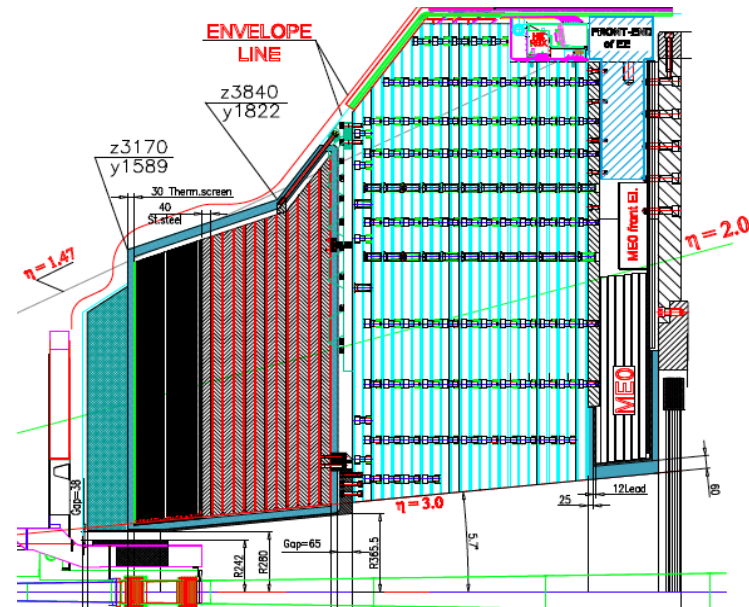 ENVELOPE
LINE
FRONT-END
of EE
z3840
y1822
z3170
y1589
30 Therm.screen
40
St.steel
η = 1.47
η = 2.0
ME0 front El.
ME0
Gap=38
η = 3.0
12Lead
25
60
5.7°
Gap=65
R242
R280
R365.5